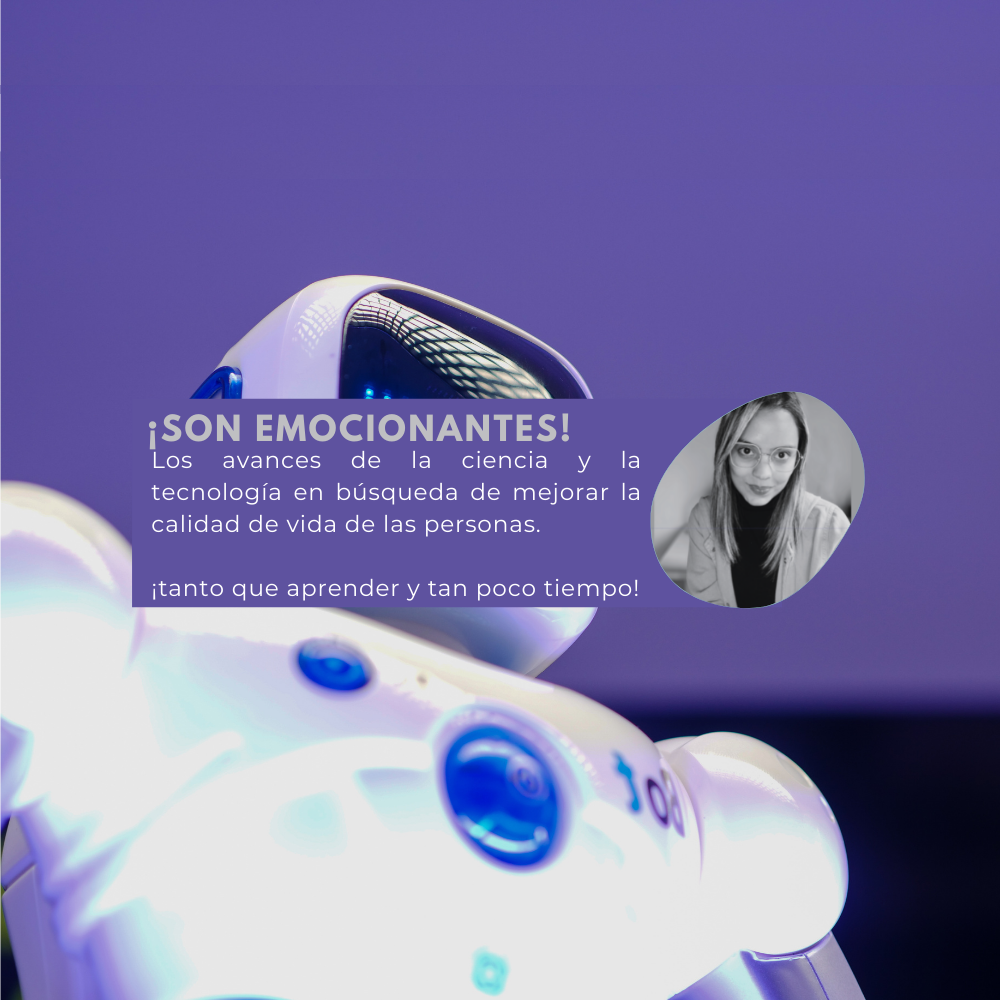 ¡SON EMOCIONANTES!
Los avances de la ciencia y la
tecnología en búsqueda de mejorar la
calidad de vida de las personas.
¡tanto que aprender y tan poco tiempo!